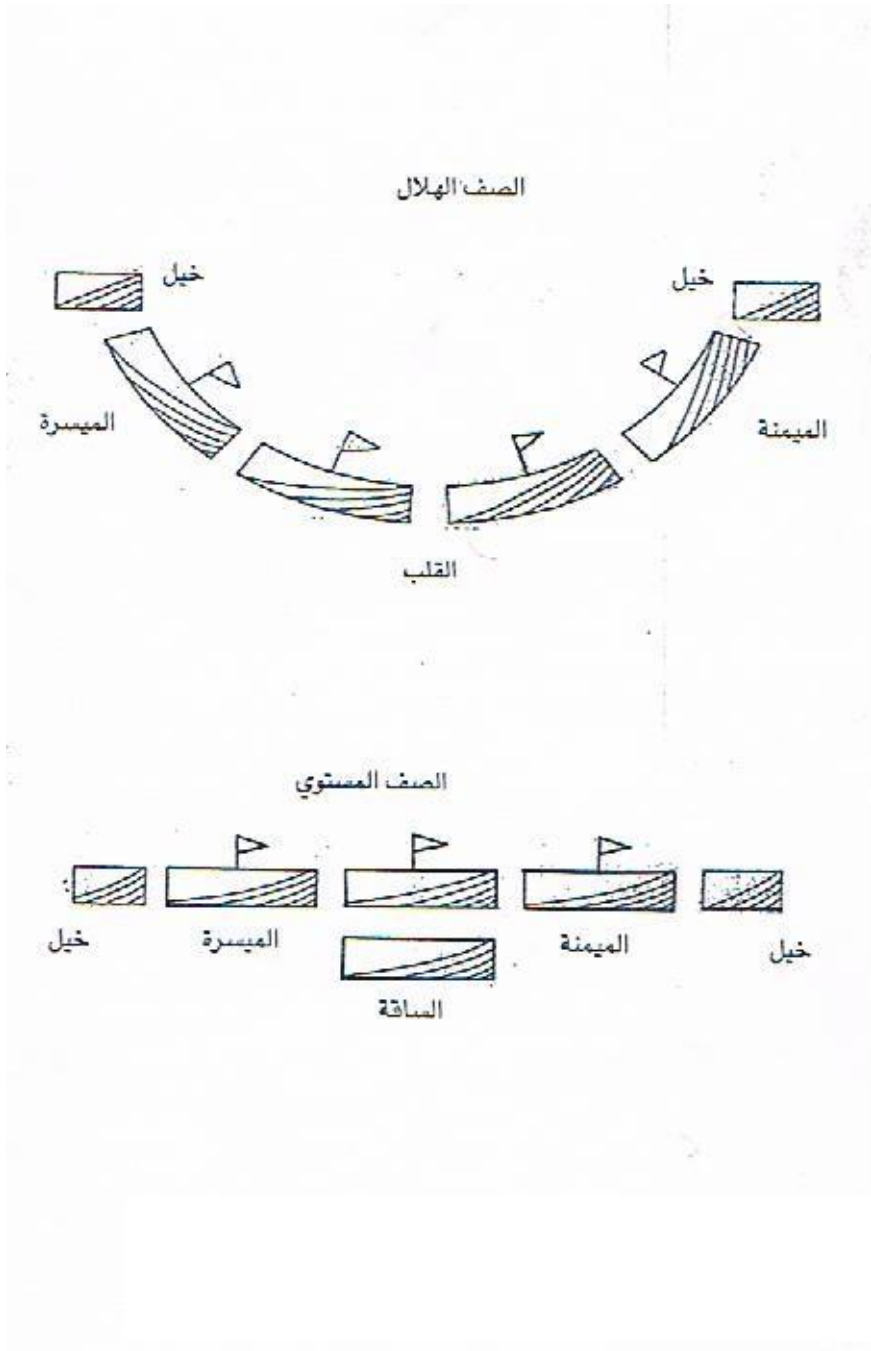 الصف الهلال
خيل
خيل
الميمنة
الميسرة
القلب
الصف المستوي
خيل
الميمنة
الميسرة
خيل
الساقة